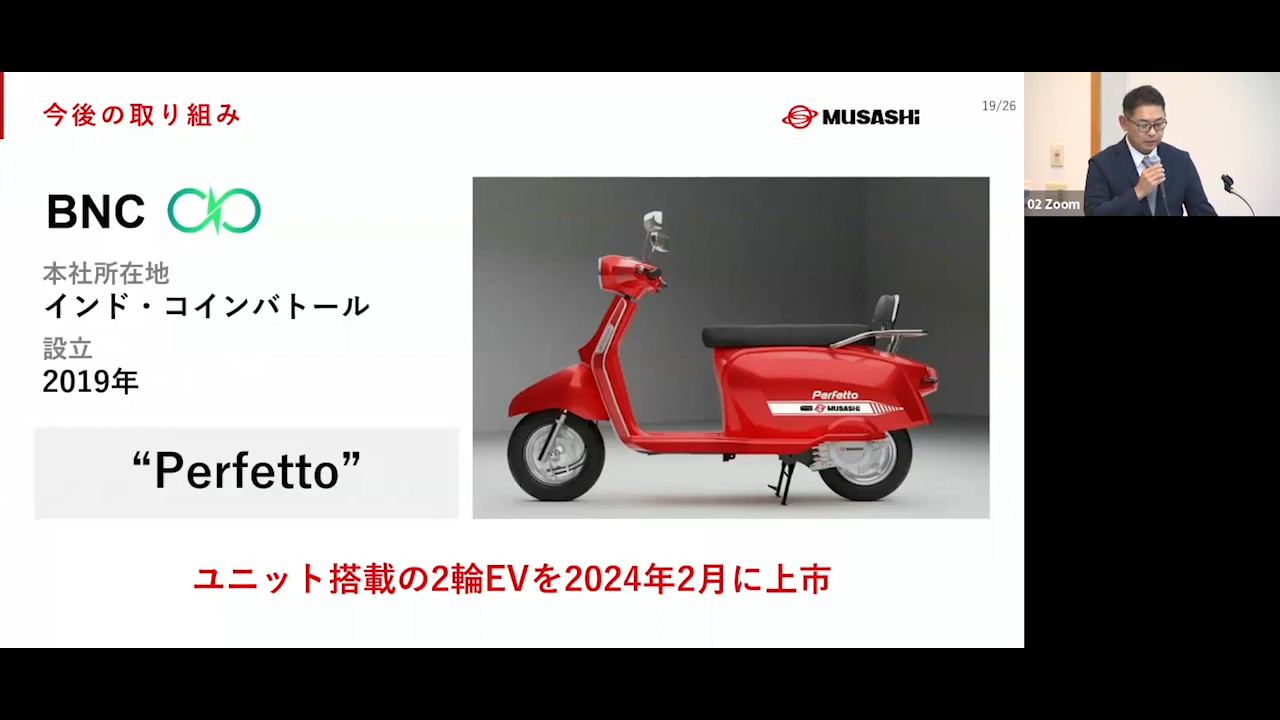 今後の取り組み
MUSASHi
19/26
02 Zoom
BNC
本社所在地
インド・コインバトール
設立
2019年
“Perfetto”
Perfetto
MUSASHi
MUSASHi
ユニット搭載の2輪EVを2024年2月に上市